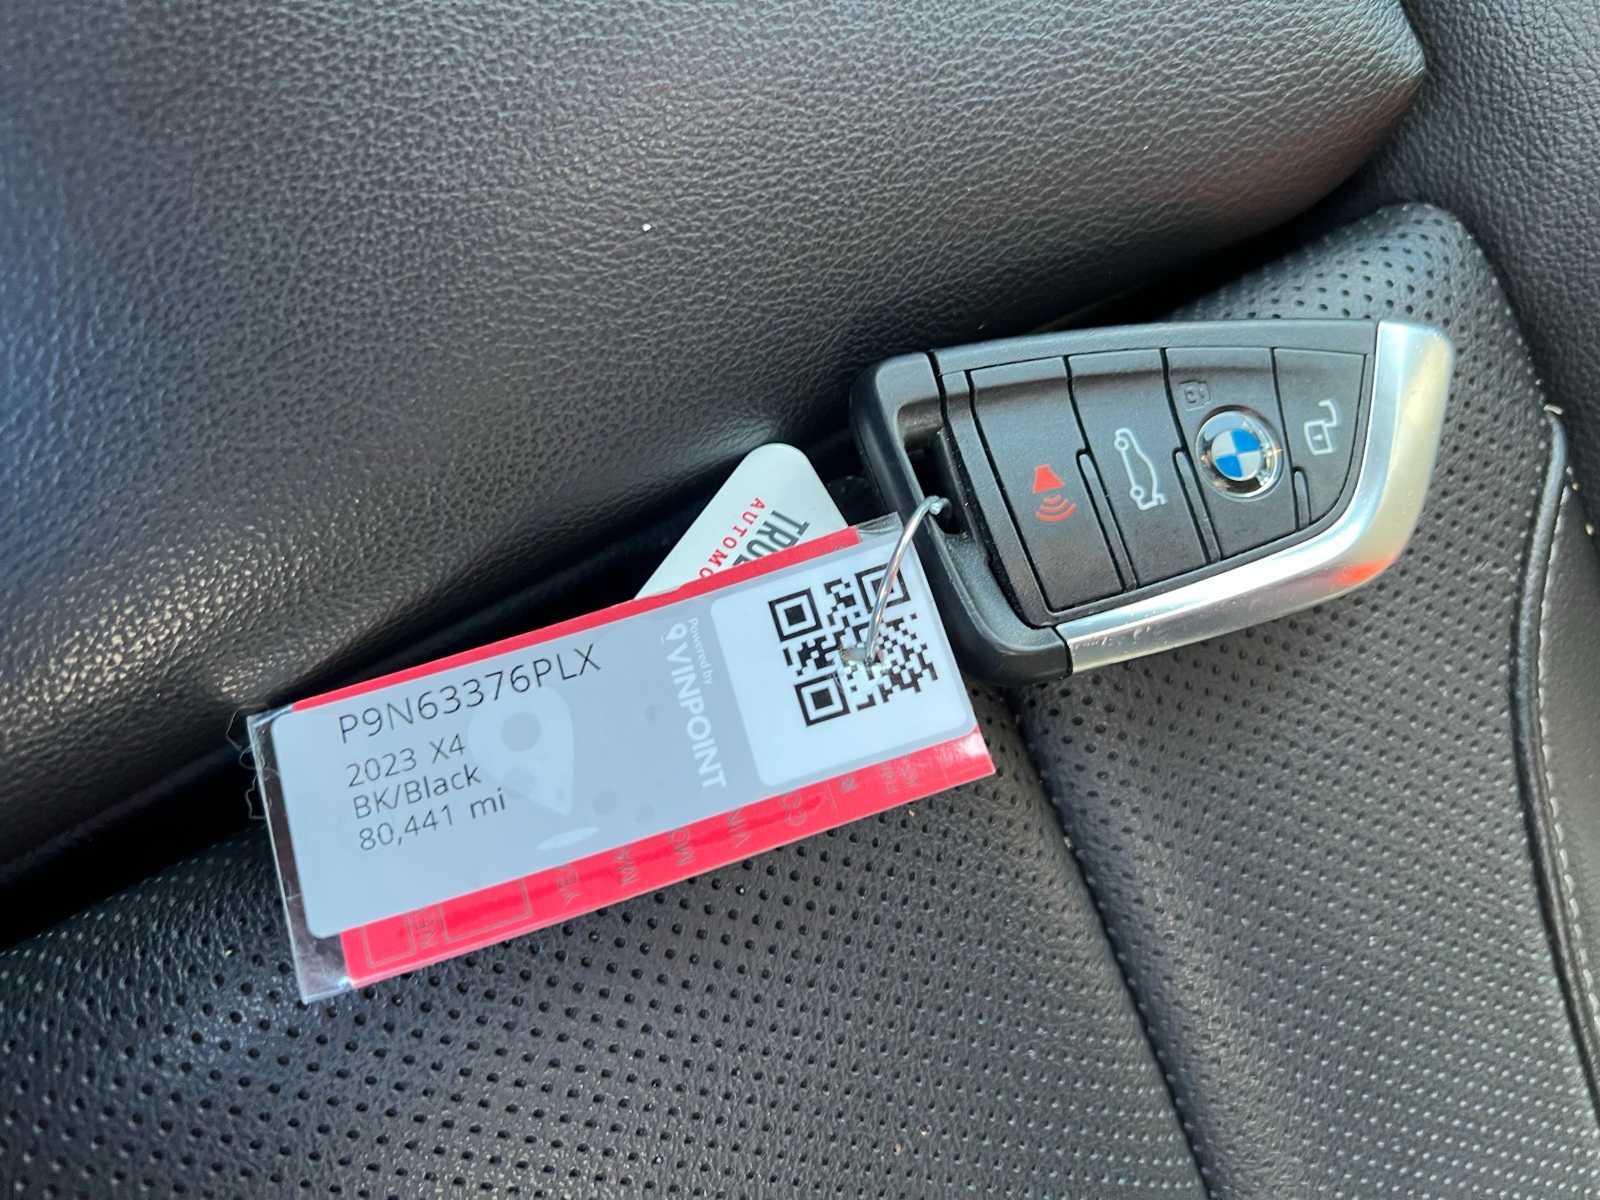 P9N63376PLX
2023 X4
BK/Black
80,441 mi
Powered by
VINPOINT